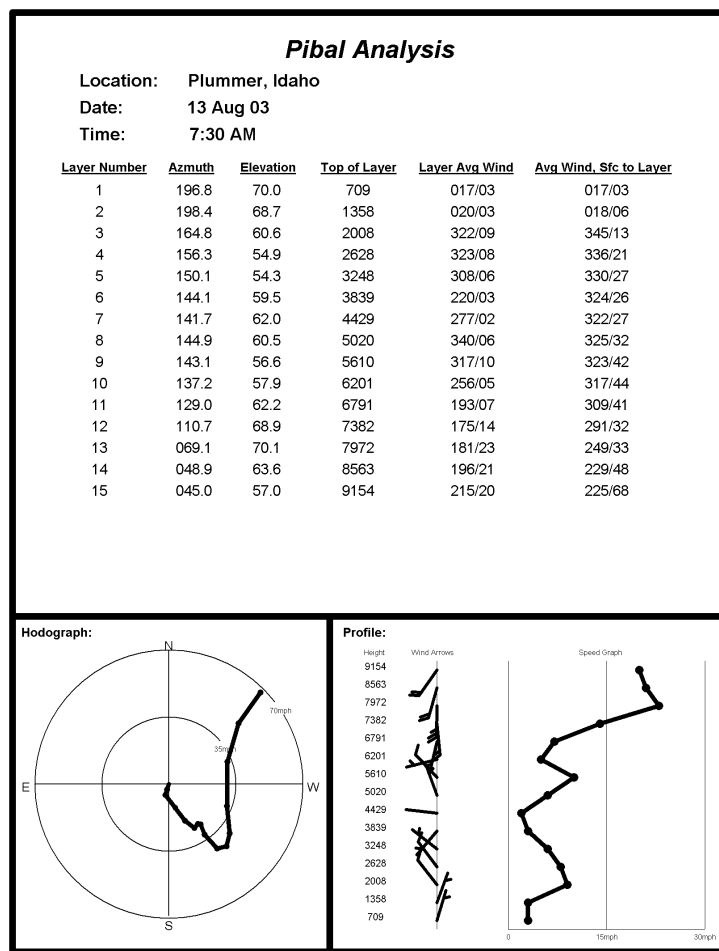 Pibal Analysis
Location: Plummer, Idaho
Date: 13 Aug 03
Time: 7:30 AM
Layer Number Azmuth Elevation Top of Layer Layer Avg Wind Avg Wind, Sfc to Layer
1 196.8 70.0 709 017/03 017/03
2 198.4 68.7 1358 020/03 018/06
3 164.8 60.6 2008 322/09 345/13
4 156.3 54.9 2628 323/08 336/21
5 150.1 54.3 3248 308/06 330/27
6 144.1 59.5 3839 220/03 324/26
7 141.7 62.0 4429 277/02 322/27
8 144.9 60.5 5020 340/06 325/32
9 143.1 56.6 5610 317/10 323/42
10 137.2 57.9 6201 256/05 317/44
11 129.0 62.2 6791 193/07 309/41
12 110.7 68.9 7382 175/14 291/32
13 069.1 70.1 7972 181/23 249/33
14 048.9 63.6 8563 196/21 229/48
15 045.0 57.0 9154 215/20 225/68
Hodograph:
N
70mph
35mph
E W
S
Profile:
Height Wind Arrows Speed Graph
9154
8563
7972
7382
6791
6201
5610
5020
4429
3839
3248
2628
2008
1358
709
0 15mph 30mph